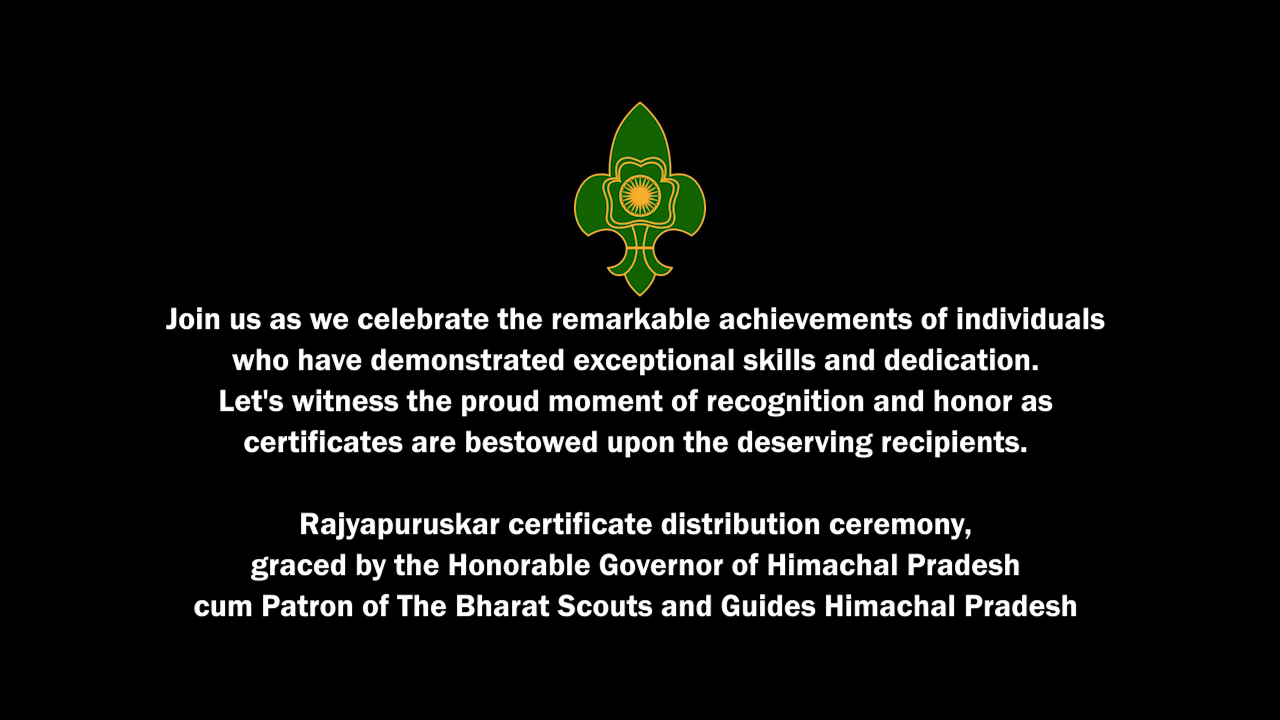 Join us as we celebrate the remarkable achievements of individuals
who have demonstrated exceptional skills and dedication.
Let's witness the proud moment of recognition and honor as
certificates are bestowed upon the deserving recipients.
Rajyapuruskar certificate distribution ceremony,
graced by the Honorable Governor of Himachal Pradesh
cum Patron of The Bharat Scouts and Guides Himachal Pradesh